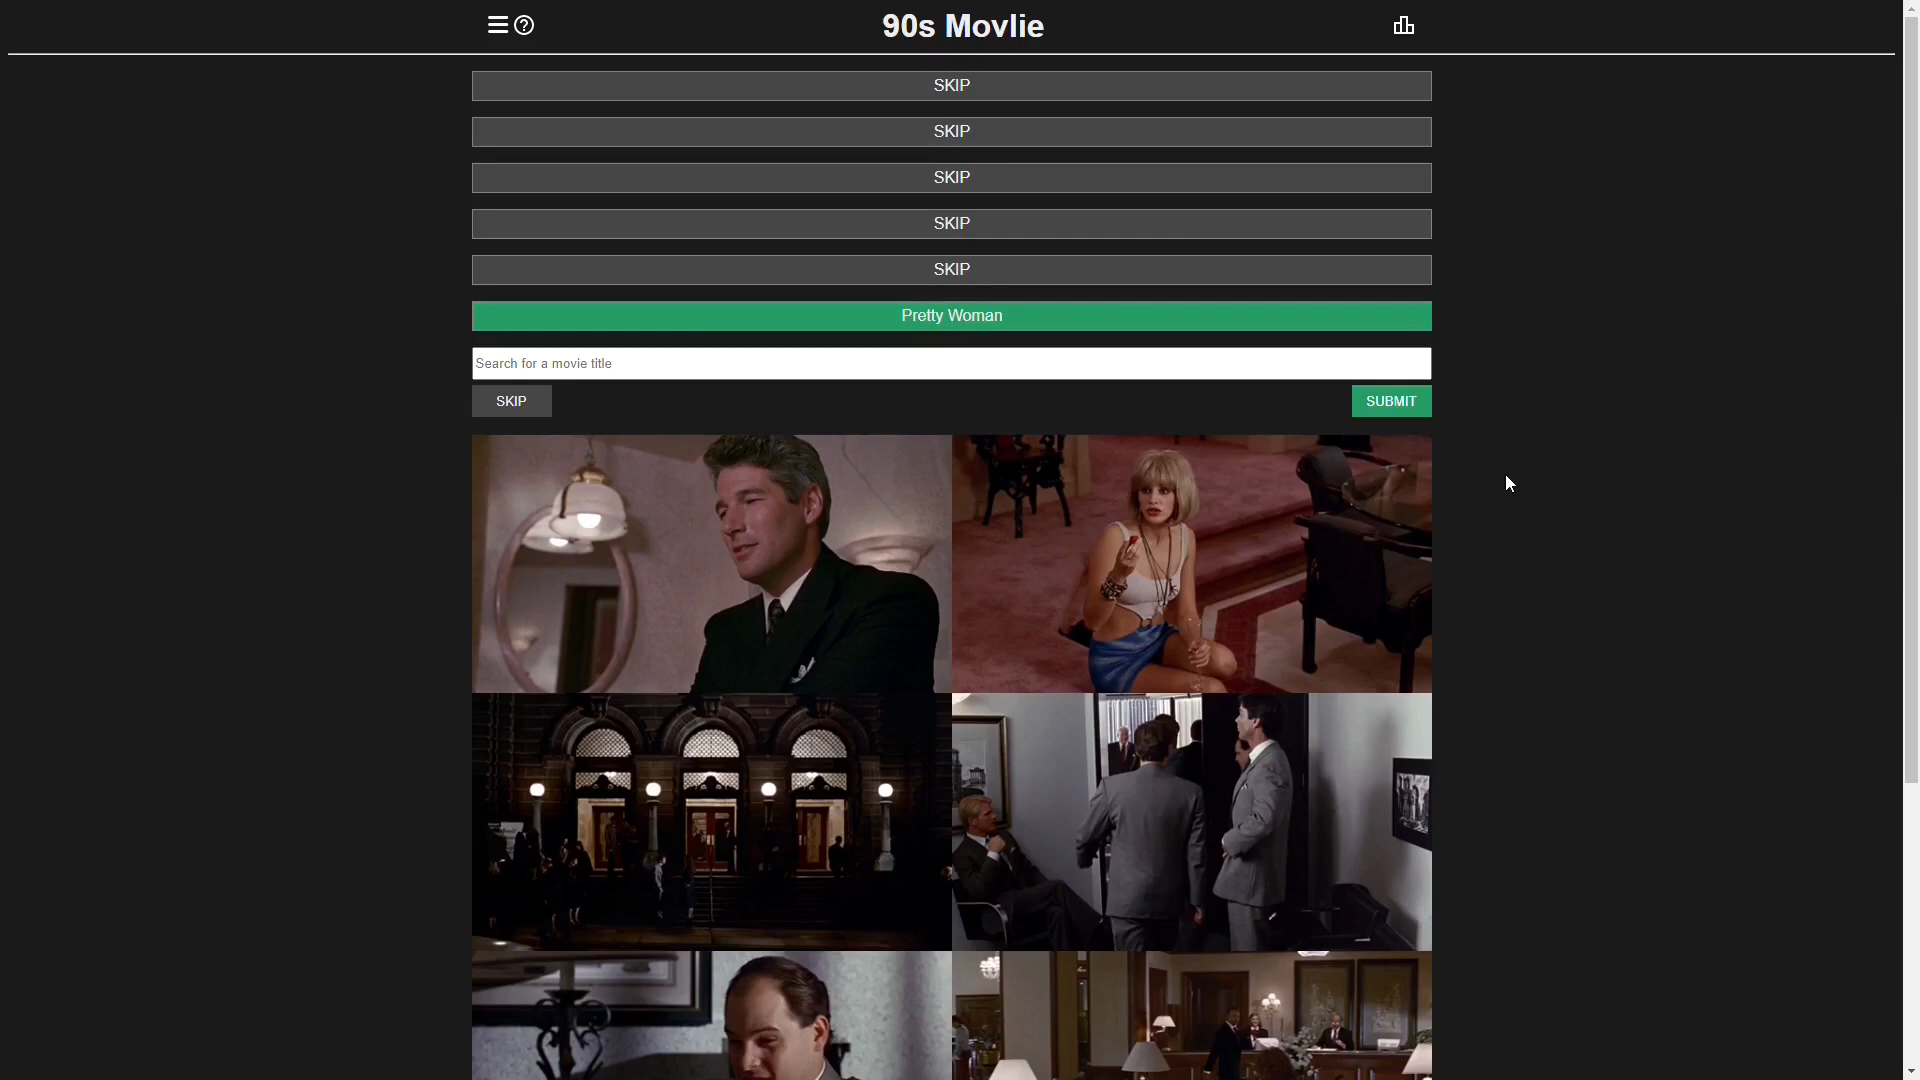 90s Movlie
SKIP
SKIP
SKIP
SKIP
SKIP
Pretty Woman
Search for a movie title
SKIP
SUBMIT